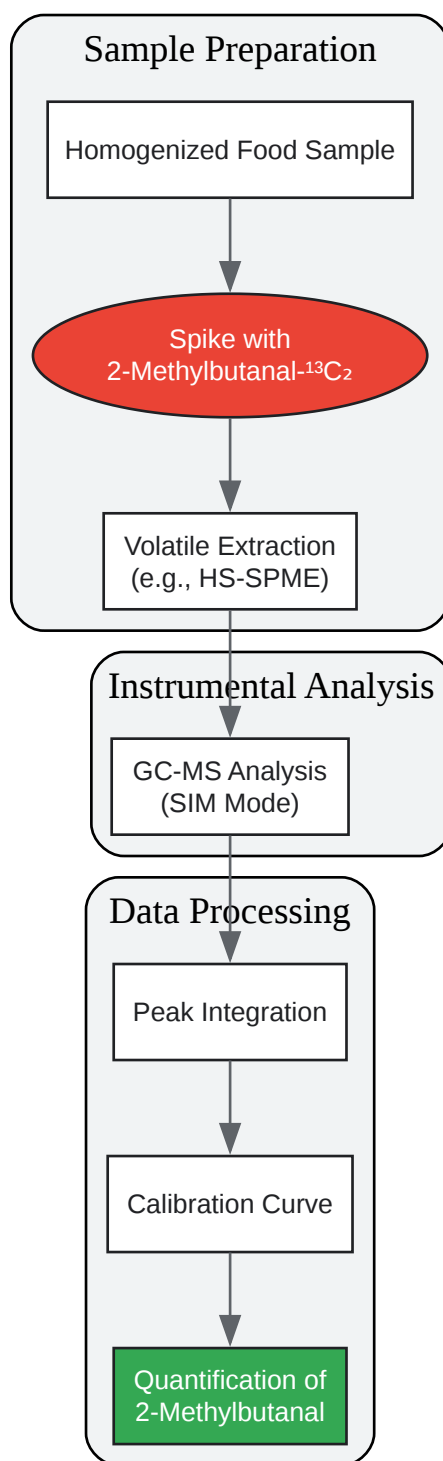 Sample Preparation
Homogenized Food Sample
Spike with
2-Methylbutanal-¹³C₂
Volatile Extraction
(e.g., HS-SPME)
Instrumental Analysis
GC-MS Analysis
(SIM Mode)
Data Processing
Peak Integration
Calibration Curve
Quantification of
2-Methylbutanal